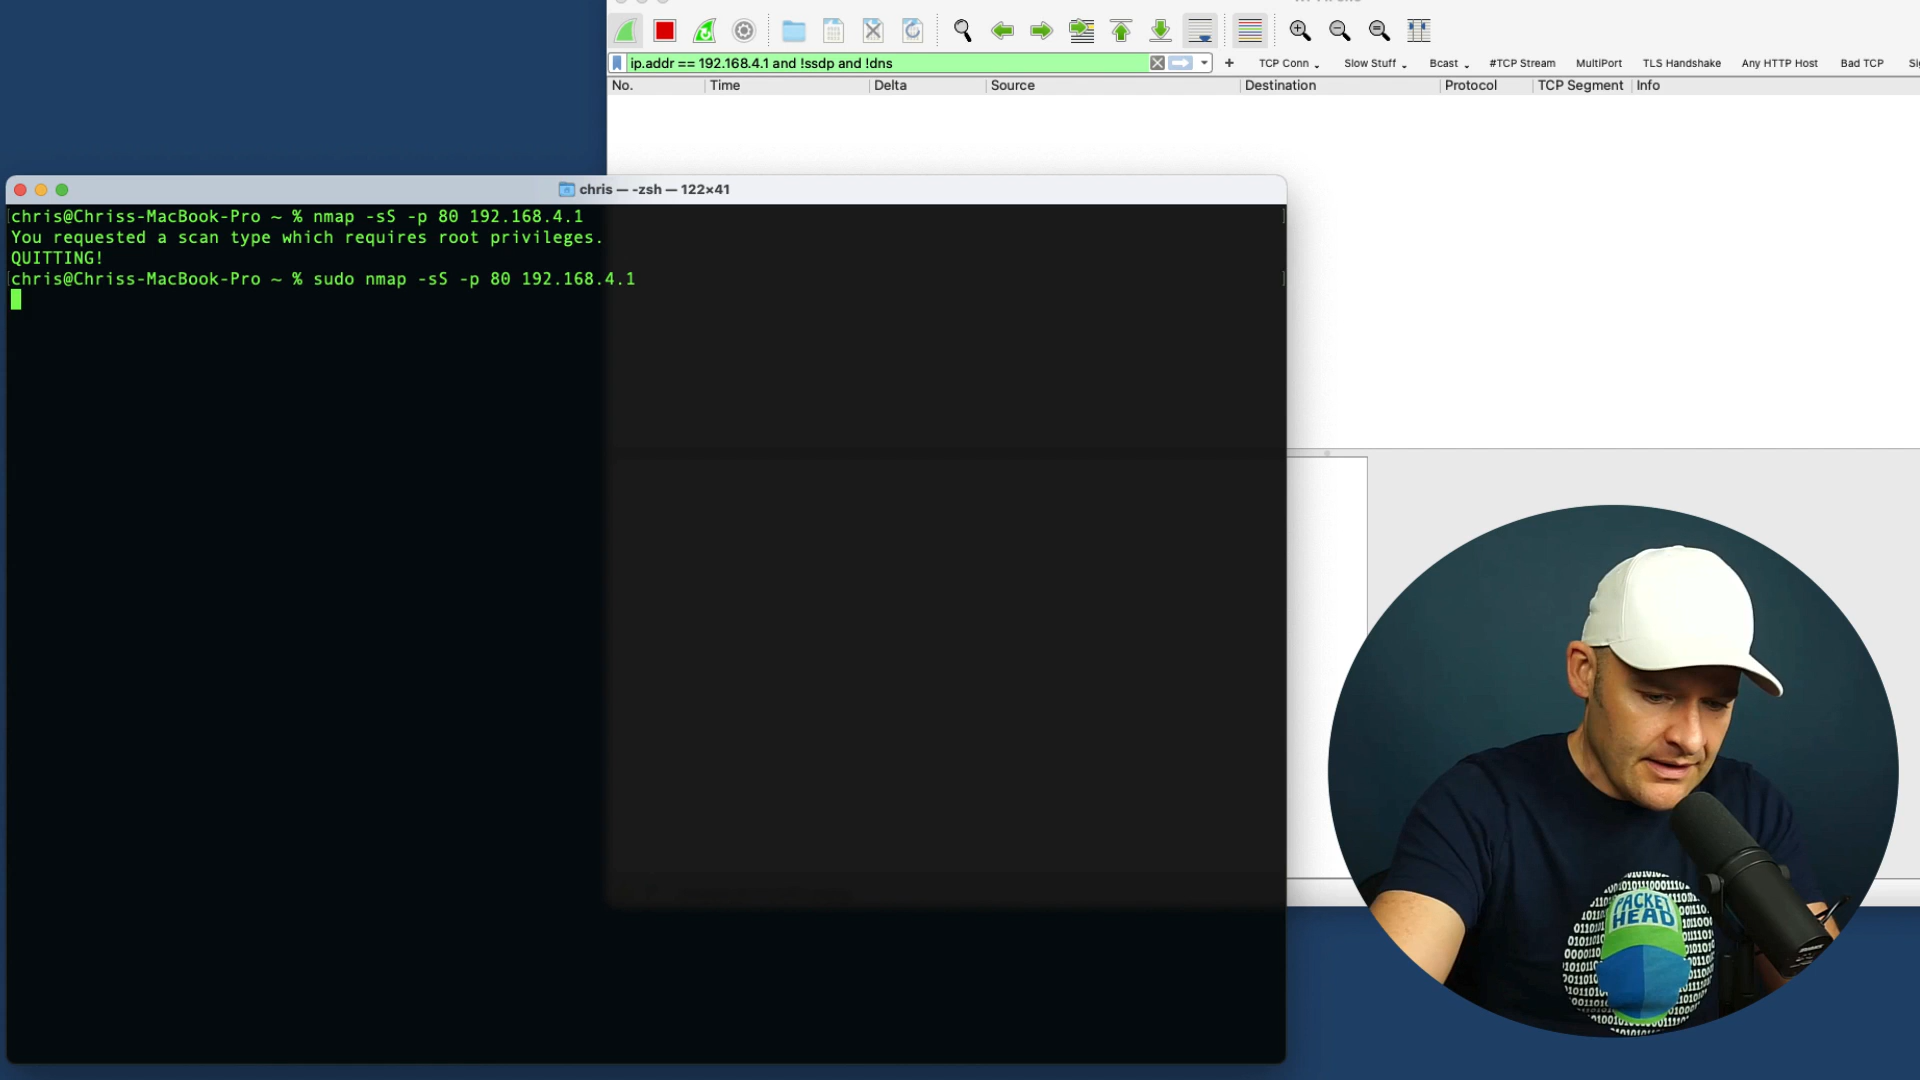 ip.addr == 192.168.4.1 and !ssdp and !dns
+ TCP Conn Slow Stuff Bcast #TCP Stream MultiPort TLS Handshake Any HTTP Host Bad TCP
No. Time Delta Source Destination Protocol TCP Segment Info
chris — -zsh — 122×41
chris@Chriss-MacBook-Pro ~ % nmap -sS -p 80 192.168.4.1
You requested a scan type which requires root privileges.
QUITTING!
chris@Chriss-MacBook-Pro ~ % sudo nmap -sS -p 80 192.168.4.1
PACKET
HEAD